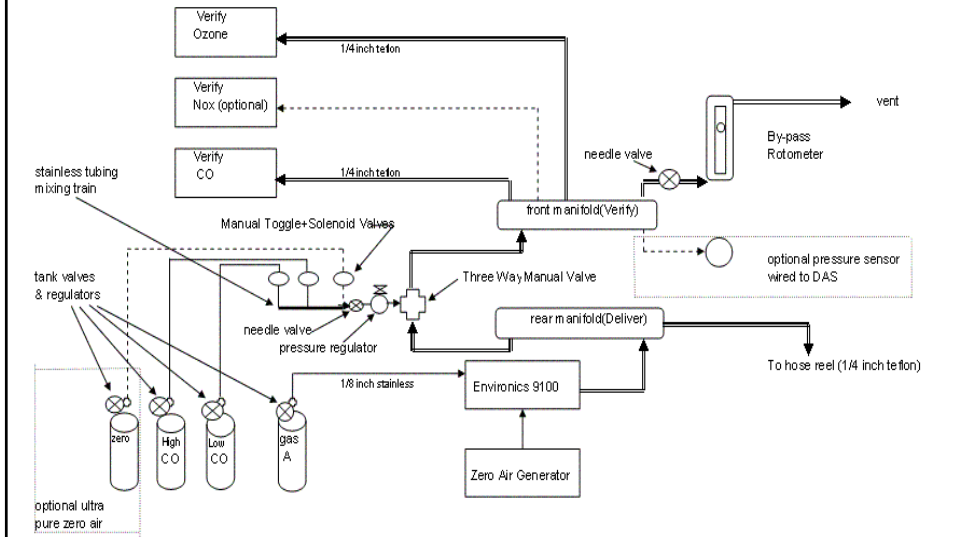 Verify
Ozone
1/4 inch teflon
Verify
Nox (optional)
vent
By-pass
Rotometer
needle valve
Verify
CO
1/4 inch teflon
stainless tubing
mixing train
front manifold(Verify)
Manual Toggle+Solenoid Valves
optional pressure sensor
wired to DAS
tank valves
& regulators
Three Way Manual Valve
needle valve
pressure regulator
rear manifold(Deliver)
To hose reel (1/4 inch teflon)
1/8 inch stainless
Environics 9100
zero
High
CO
Low
CO
gas
A
Zero Air Generator
optional ultra
pure zero air